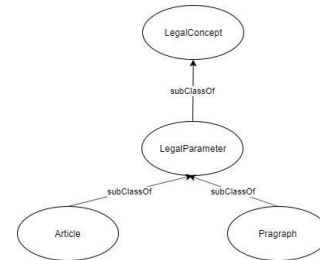 LegalConcept
subClassOf
LegalParameter
subClassOf
subClassOf
Article
Pragraph